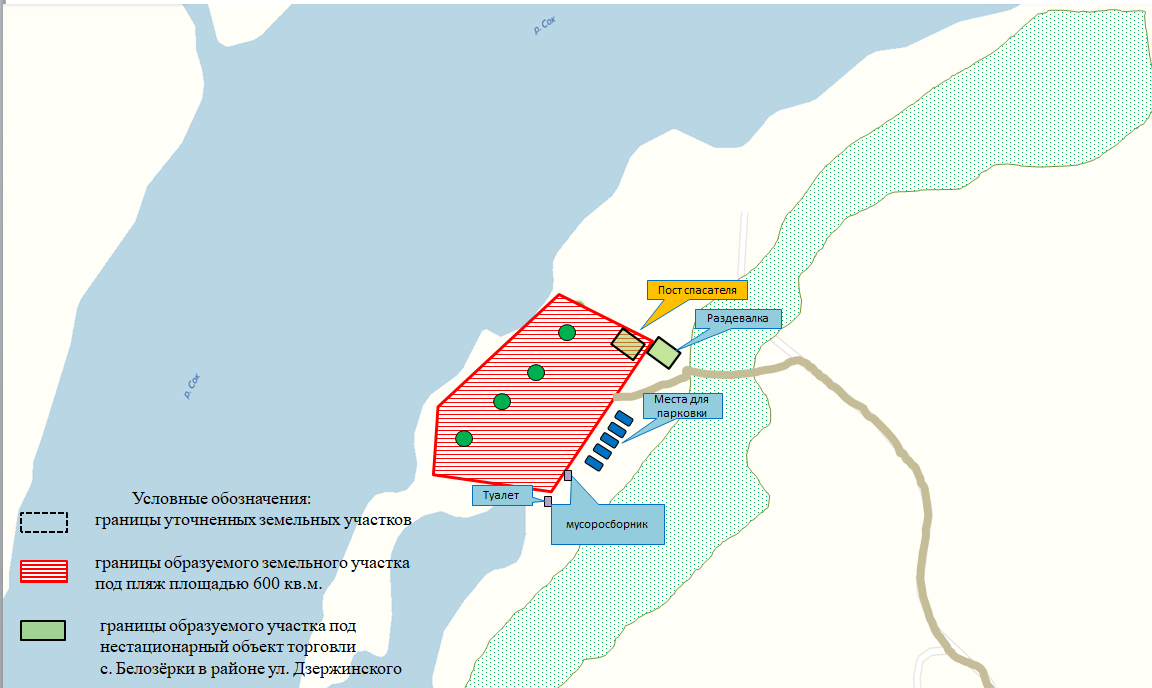 р. Сок
Пост спасателя
Раздевалка
р. Сок
Места для
парковки
Туалет
мусоросборник
Условные обозначения:
границы уточненных земельных участков
границы образуемого земельного участка
под пляж площадью 600 кв.м.
границы образуемого участка под
нестационарный объект торговли
с. Белозёрки в районе ул. Дзержинского